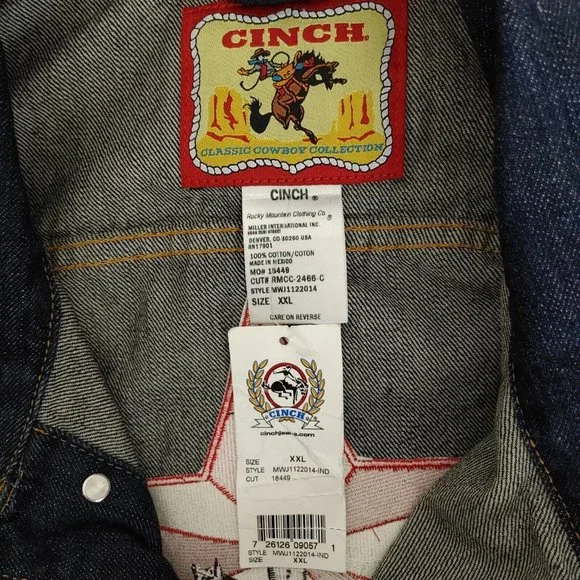 CINCH®
CLASSIC COWBOY COLLECTION
CINCH ®
Rocky Mountain Clothing Co ®
MILLER INTERNATIONAL INC.
DENVER, CO 80260 USA
RN17901
100% COTTON/COTON
MADE IN MEXICO
MO# 18449
CUT# RMCC-2466-C
STYLE MWJ1122014
SIZE XXL
CARE ON REVERSE
CINCH
cinchjeans.com
SIZE XXL
STYLE MWJ1122014-IND
CUT 18449
7 26126 09057 1
STYLE MWJ1122014-IND
SIZE XXL